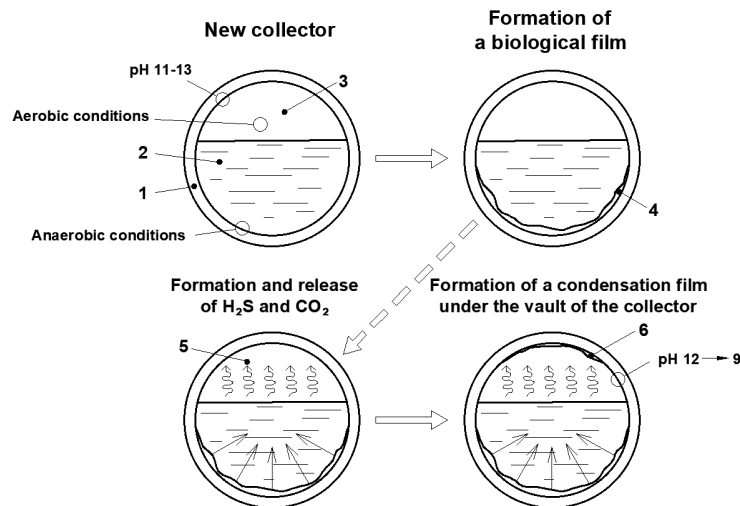 New collector
Formation of
a biological film
pH 11-13
3
Aerobic conditions
2
1
4
Anaerobic conditions
Formation and release
of H₂S and CO₂
Formation of a condensation film
under the vault of the collector
5
6
pH 12 → 9